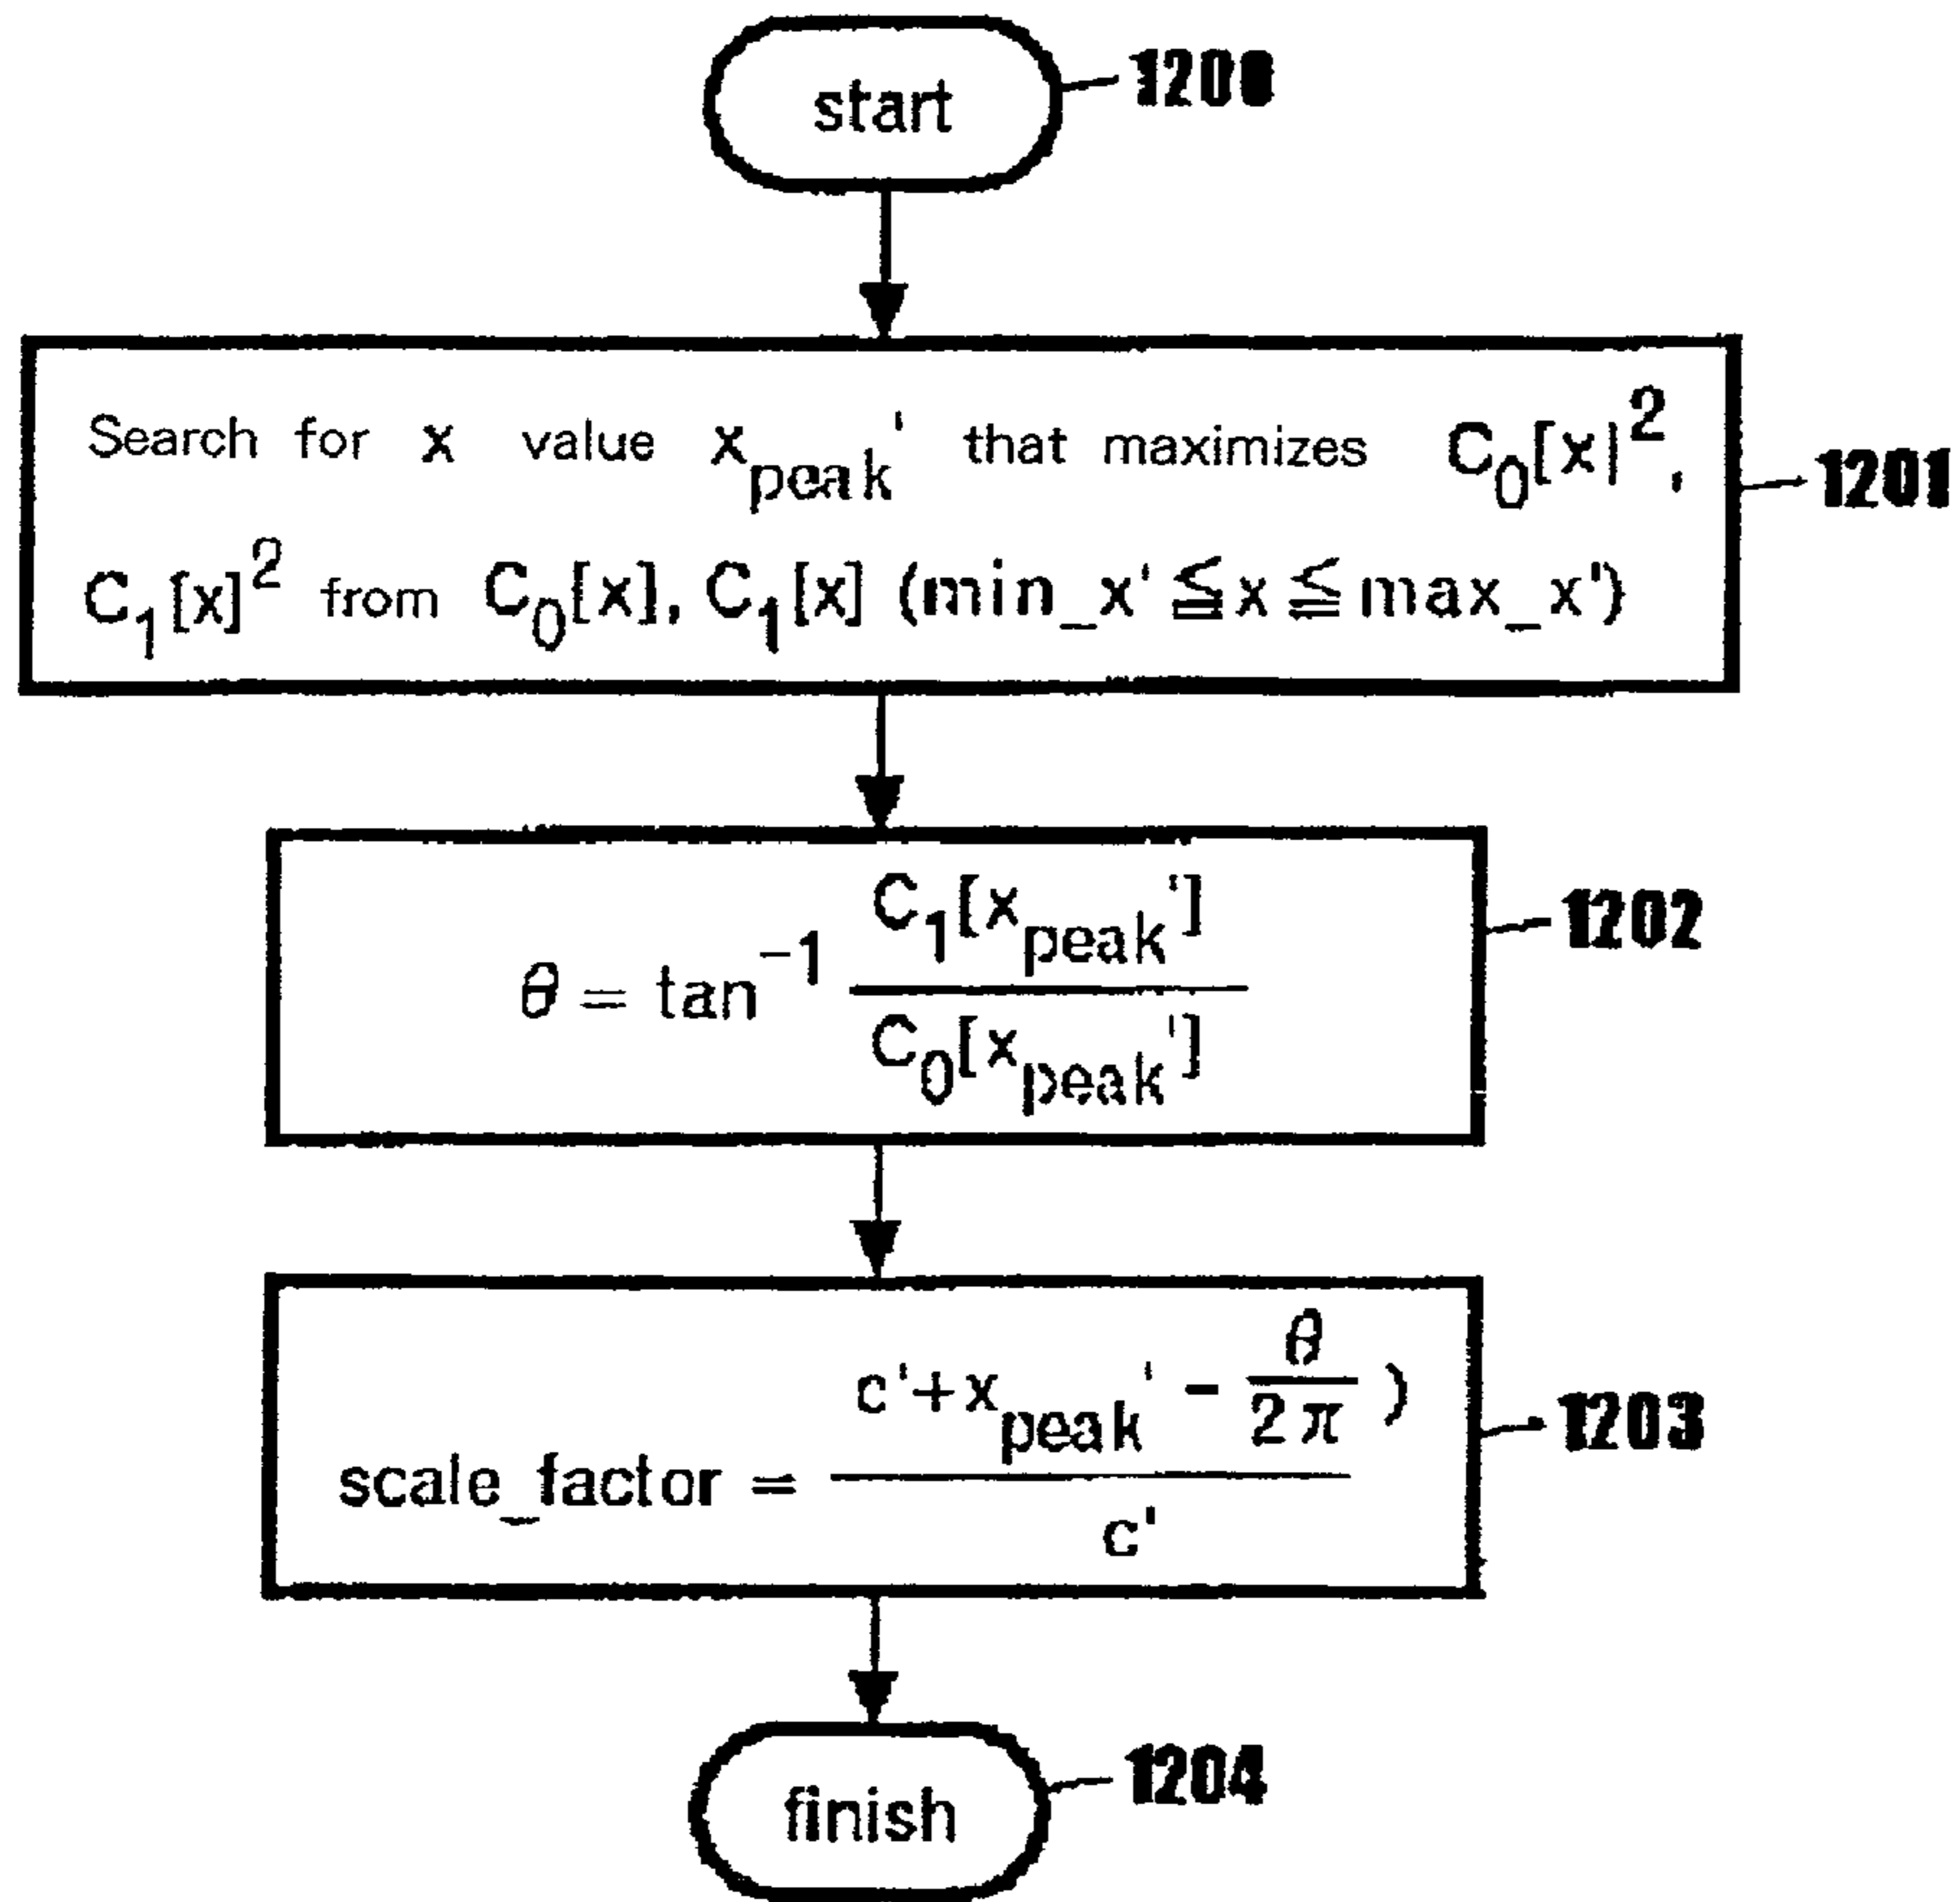 start 1200
Search for x value x_peak' that maximizes C_0[x]^2,
C_1[x]^2 from C_0[x], C_1[x] (min_x' ≦ x ≦ max_x')
1201
θ = tan^-1 C_1[x_peak'] / C_0[x_peak']
1202
scale_factor = c'+x_peak' - θ/2π ) / c'
1203
finish 1204